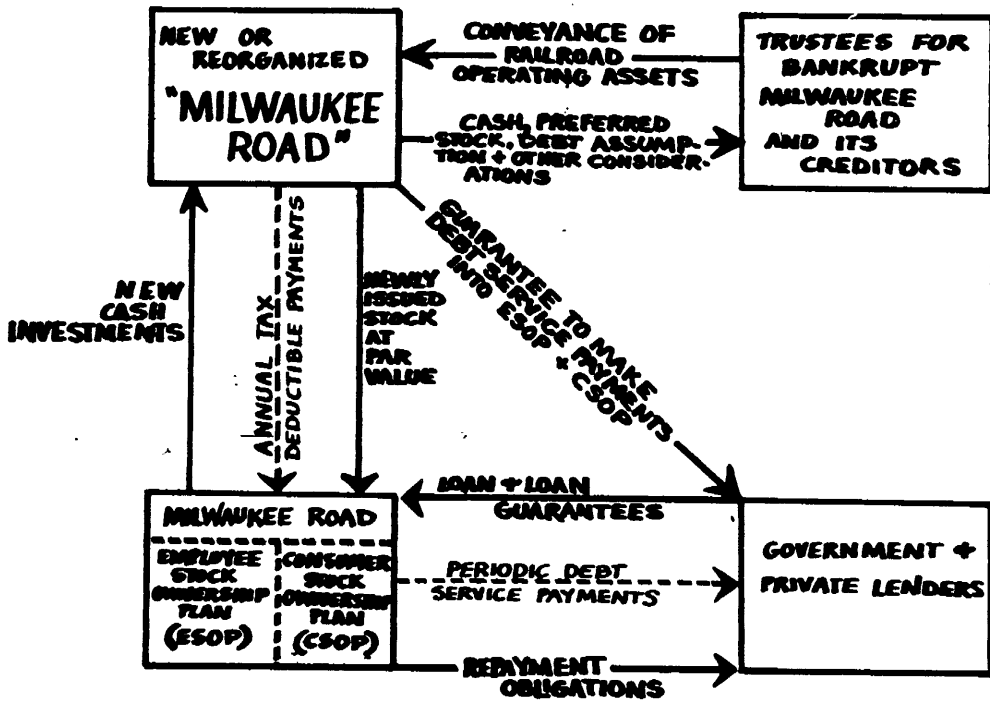 NEW OR
REORGANIZED
"MILWAUKEE
ROAD"
CONVEYANCE OF
RAILROAD
OPERATING ASSETS
CASH, PREFERRED
STOCK, DEBT ASSUMP-
TION + OTHER CONSIDER-
ATIONS
TRUSTEES FOR
BANKRUPT
MILWAUKEE
ROAD
AND ITS
CREDITORS
NEW
CASH
INVESTMENTS
ANNUAL TAX
DEDUCTIBLE PAYMENTS
NEWLY
ISSUED
STOCK
AT
PAR
VALUE
GUARANTEE TO MAKE
DEBT SERVICE PAYMENTS
INTO ESOP + CSOP
MILWAUKEE ROAD
EMPLOYEE
STOCK
OWNERSHIP
PLAN
(ESOP)
CONSUMER
STOCK
OWNERSHIP
PLAN
(CSOP)
LOAN + LOAN
GUARANTEES
PERIODIC DEBT
SERVICE PAYMENTS
REPAYMENT
OBLIGATIONS
GOVERNMENT +
PRIVATE LENDERS